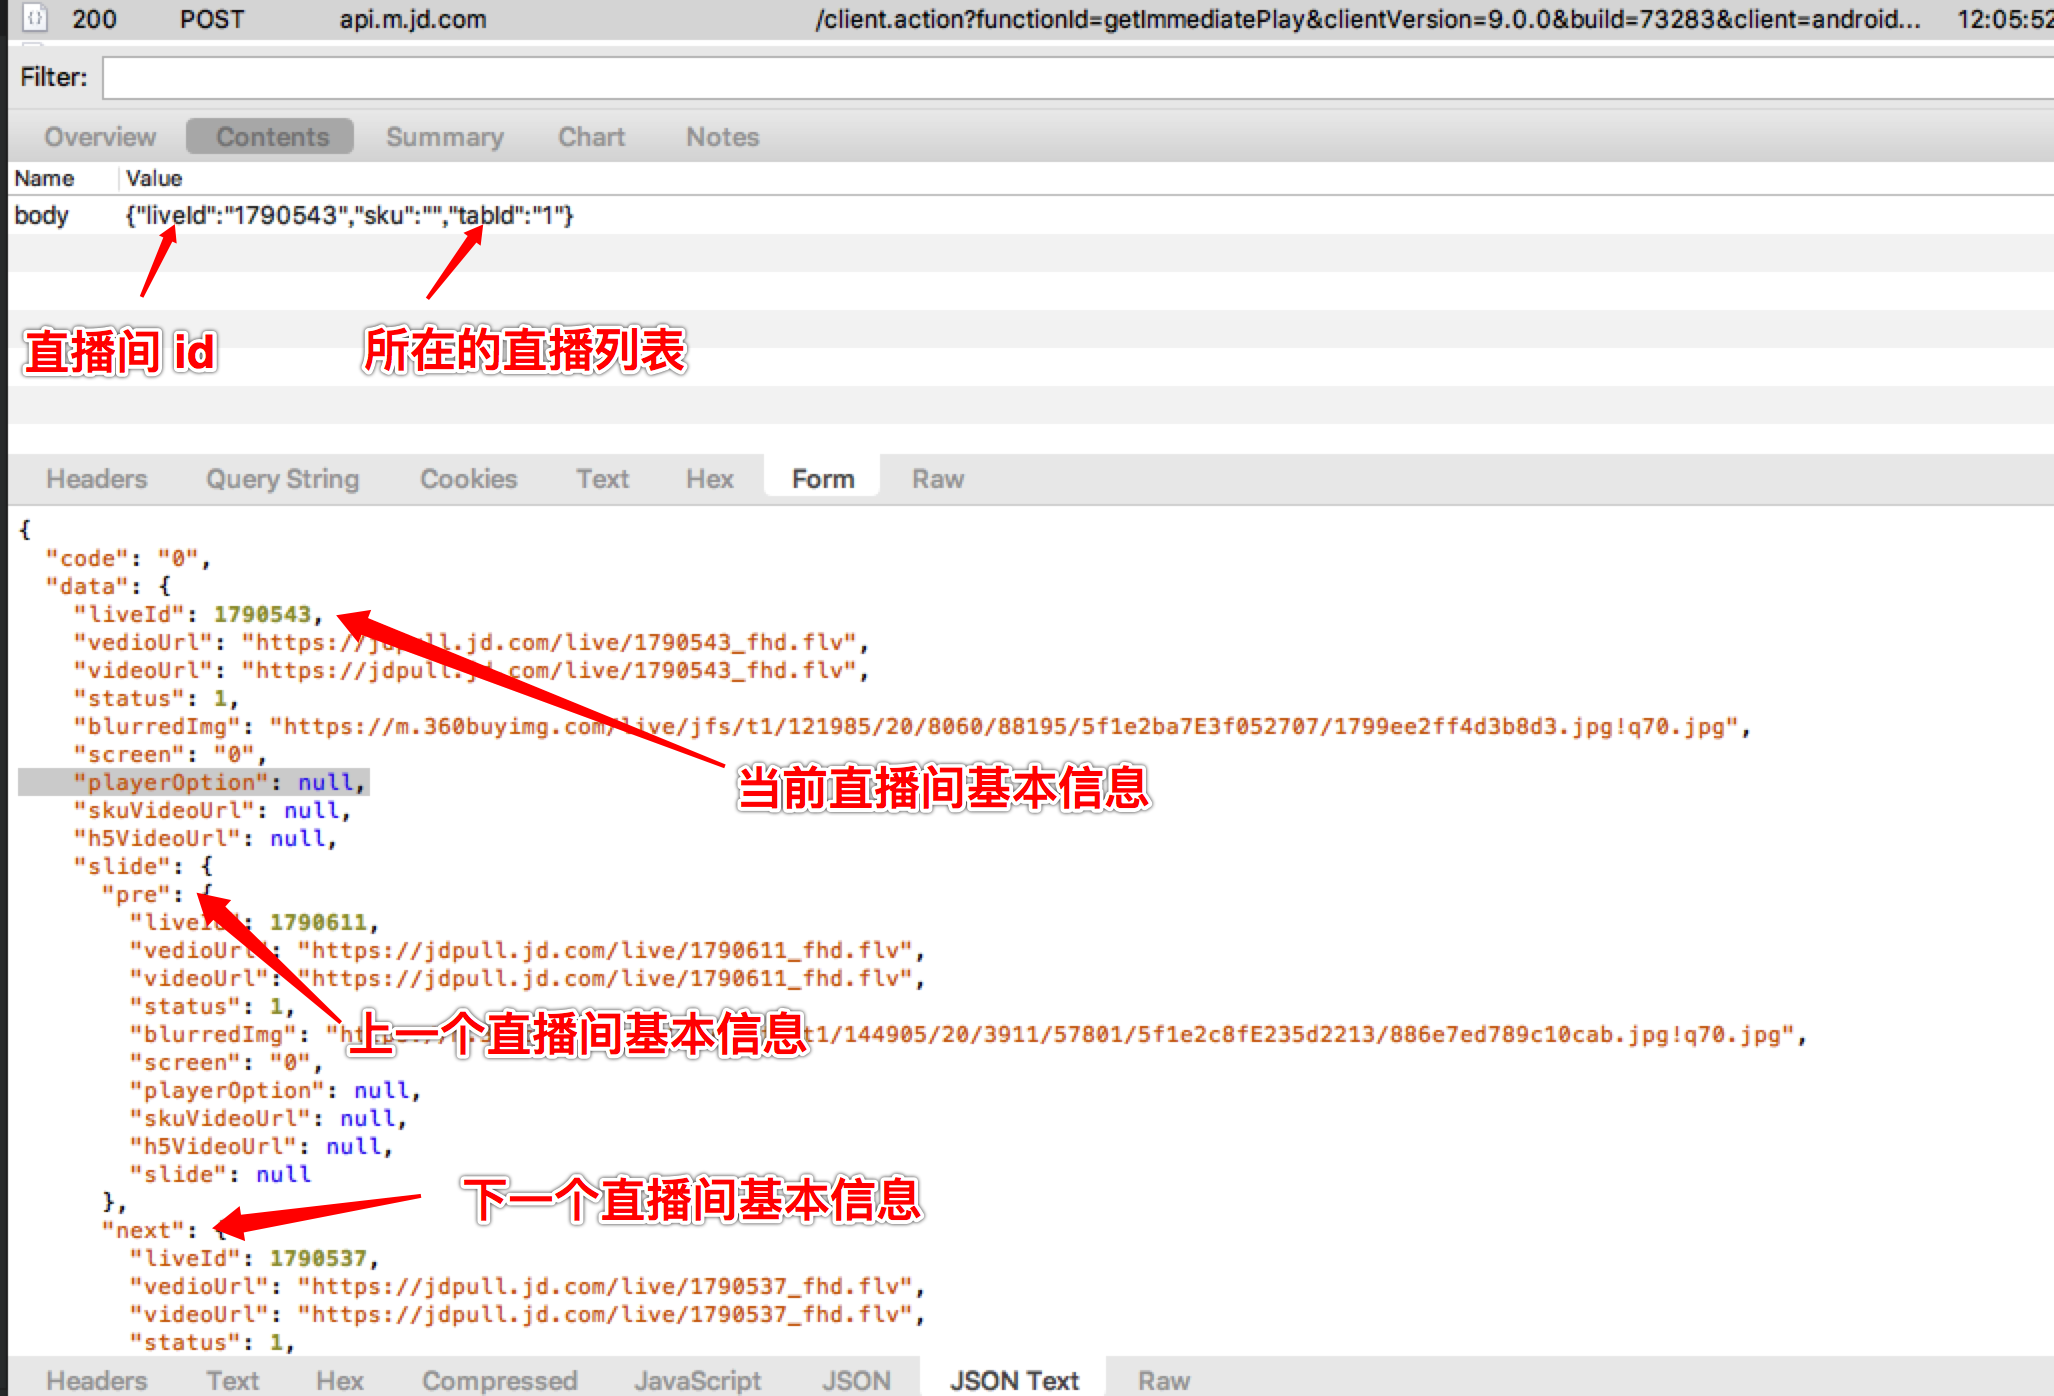 200 POST api.m.jd.com /client.action?functionId=getImmediatePlay&clientVersion=9.0.0&build=73283&client=android... 12:05:52
Filter:
Overview Contents Summary Chart Notes
Name Value
body {"liveId":"1790543","sku":"","tabId":"1"}
直播间 id 所在的直播列表
Headers Query String Cookies Text Hex Form Raw
{
"code": "0",
"data": {
"liveId": 1790543,
"vedioUrl": "https://jdpull.jd.com/live/1790543_fhd.flv",
"videoUrl": "https://jdpull.jd.com/live/1790543_fhd.flv",
"status": 1,
"blurredImg": "https://m.360buyimg.com/live/jfs/t1/121985/20/8060/88195/5f1e2ba7E3f052707/1799ee2ff4d3b8d3.jpg!q70.jpg",
"screen": "0",
"playerOption": null,
当前直播间基本信息
"skuVideoUrl": null,
"h5VideoUrl": null,
"slide": {
"pre": {
"liveId": 1790611,
"vedioUrl": "https://jdpull.jd.com/live/1790611_fhd.flv",
"videoUrl": "https://jdpull.jd.com/live/1790611_fhd.flv",
"status": 1,
上一个直播间基本信息
"blurredImg": "ht t1/144905/20/3911/57801/5f1e2c8fE235d2213/886e7ed789c10cab.jpg!q70.jpg",
"screen": "0",
"playerOption": null,
"skuVideoUrl": null,
"h5VideoUrl": null,
"slide": null
},
下一个直播间基本信息
"next": {
"liveId": 1790537,
"vedioUrl": "https://jdpull.jd.com/live/1790537_fhd.flv",
"videoUrl": "https://jdpull.jd.com/live/1790537_fhd.flv",
"status": 1,
Headers Text Hex Compressed JavaScript JSON JSON Text Raw